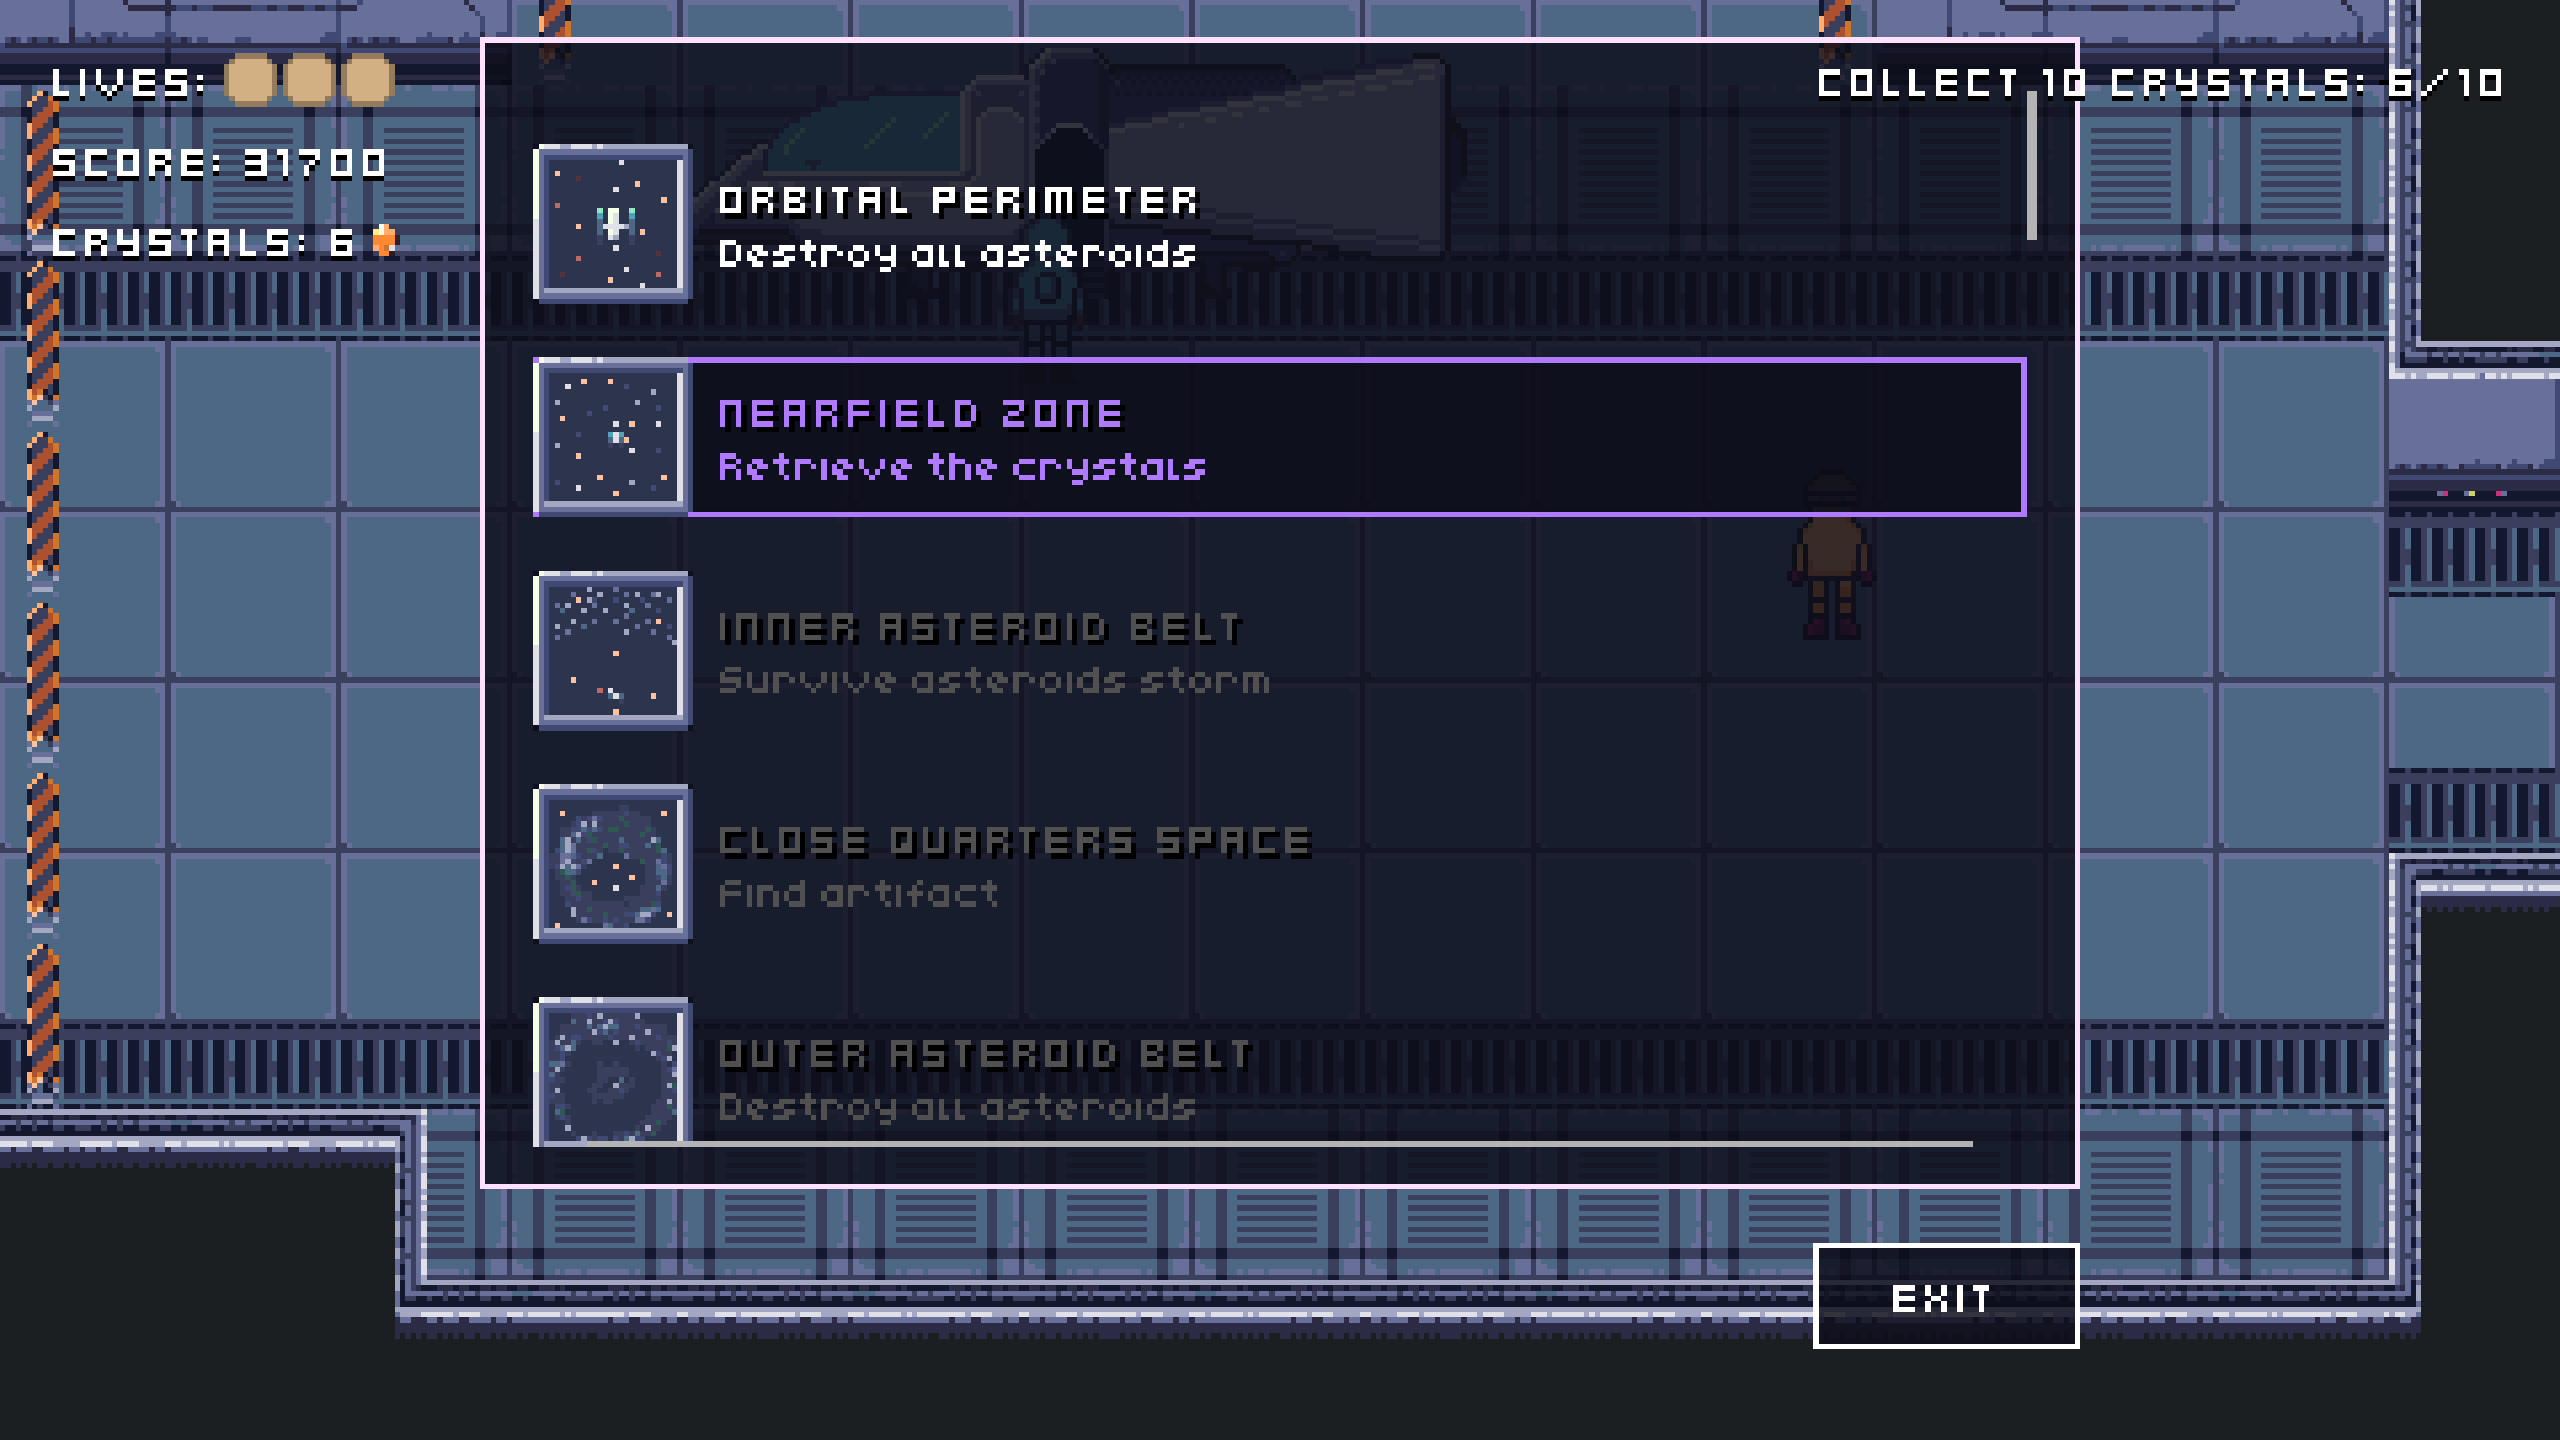 LIVES:
COLLECT 10 CRYSTALS: 6/10
SCORE: 31700
CRYSTALS: 6
ORBITAL PERIMETER
Destroy all asteroids
NEARFIELD ZONE
Retrieve the crystals
INNER ASTEROID BELT
Survive asteroids storm
CLOSE QUARTERS SPACE
Find artifact
OUTER ASTEROID BELT
Destroy all asteroids
EXIT